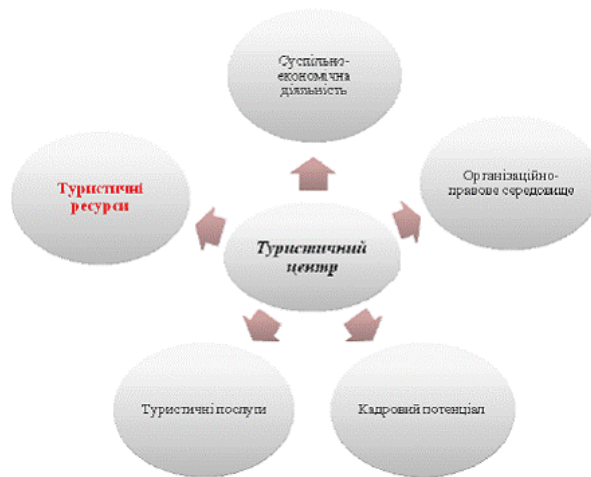 Суспільно-
економічна
діяльність
Туристичні
ресурси
Організаційно-
правове середовище
Туристичний
центр
Туристичні послуги
Кадровий потенціал